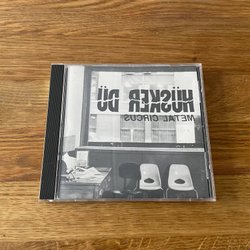 HÜSKER DÜ
METAL CIRCUS